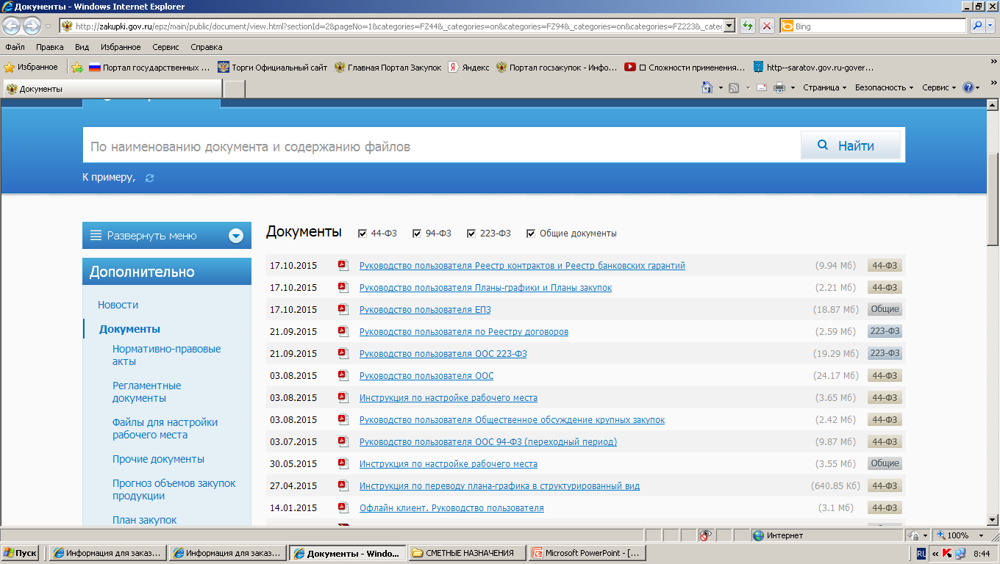 Документы - Windows Internet Explorer
http://zakupki.gov.ru/epz/main/public/document/view.html?sectionId=2&pageNo=1&categories=FZ44&_categories=on&categories=FZ94&_categories=on&categories=FZ223&_cate
Bing
Файл Правка Вид Избранное Сервис Справка
Избранное Портал государственных ... Торги Официальный сайт Главная Портал Закупок Яндекс Портал госзакупок - Инфо... Сложности применения... http--saratov.gov.ru-gover...
Документы Страница Безопасность Сервис
По наименованию документа и содержанию файлов Найти
К примеру,
Развернуть меню
Дополнительно
Новости
Документы
Нормативно-правовые
акты
Регламентные
документы
Файлы для настройки
рабочего места
Прочие документы
Прогноз объемов закупок
продукции
План закупок
Документы 44-ФЗ 94-ФЗ 223-ФЗ Общие документы
17.10.2015 Руководство пользователя Реестр контрактов и Реестр банковских гарантий (9.94 Мб) 44-ФЗ
17.10.2015 Руководство пользователя Планы-графики и Планы закупок (2.21 Мб) 44-ФЗ
17.10.2015 Руководство пользователя ЕПЗ (18.87 Мб) Общие
21.09.2015 Руководство пользователя по Реестру договоров (2.59 Мб) 223-ФЗ
21.09.2015 Руководство пользователя ООС 223-ФЗ (19.29 Мб) 223-ФЗ
03.08.2015 Руководство пользователя ООС (24.17 Мб) 44-ФЗ
03.08.2015 Инструкция по настройке рабочего места (3.65 Мб) 44-ФЗ
03.08.2015 Руководство пользователя Общественное обсуждение крупных закупок (2.42 Мб) 44-ФЗ
03.07.2015 Руководство пользователя ООС 94-ФЗ (переходный период) (9.87 Мб) 44-ФЗ
30.05.2015 Инструкция по настройке рабочего места (3.55 Мб) Общие
27.04.2015 Инструкция по переводу плана-графика в структурированный вид (640.85 Кб) 44-ФЗ
14.01.2015 Офлайн клиент. Руководство пользователя (3.1 Мб) 44-ФЗ
Интернет 100%
Пуск Информация для заказ... Информация для заказ... Документы - Windo... СМЕТНЫЕ НАЗНАЧЕНИЯ Microsoft PowerPoint - [... RU 8:44